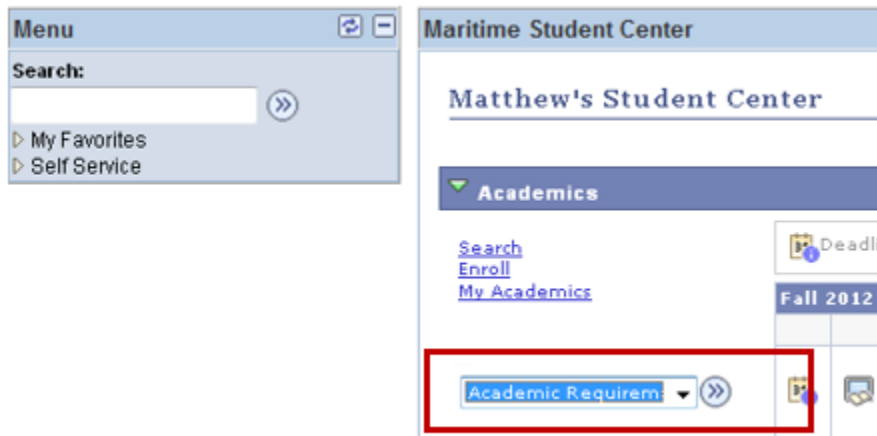 Menu
Search:
My Favorites
Self Service
Maritime Student Center
Matthew's Student Center
Academics
Search
Enroll
My Academics
Deadli
Fall 2012
Academic Requirem